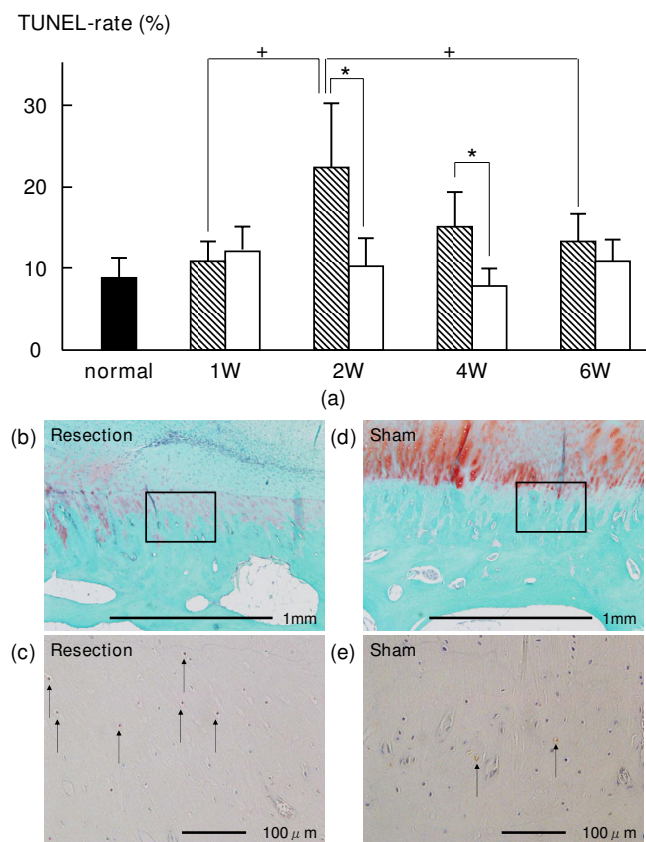 TUNEL-rate (%)
+
+
*
*
30
20
10
0
normal 1W 2W 4W 6W
(a)
(b) Resection
1mm
(d) Sham
1mm
(c) Resection
100 μ m
(e) Sham
100 μ m